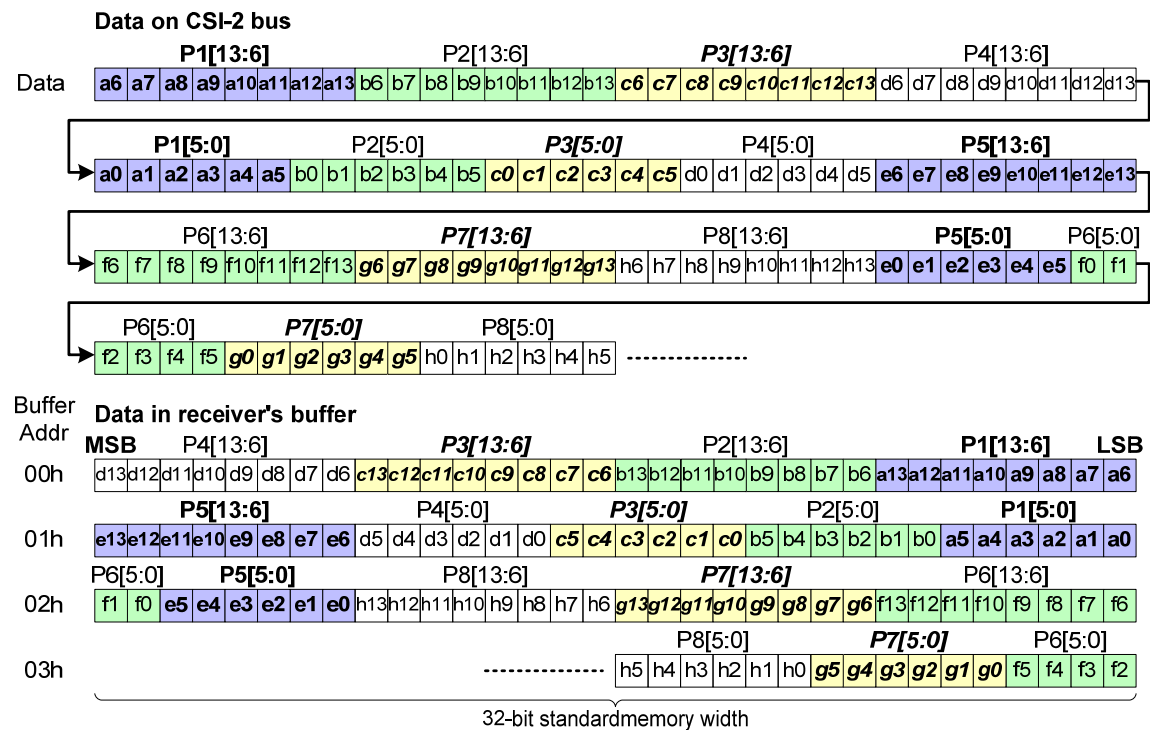 Data on CSI-2 bus
P1[13:6] P2[13:6] P3[13:6] P4[13:6]
Data a6 a7 a8 a9 a10 a11 a12 a13 b6 b7 b8 b9 b10 b11 b12 b13 c6 c7 c8 c9 c10 c11 c12 c13 d6 d7 d8 d9 d10 d11 d12 d13
P1[5:0] P2[5:0] P3[5:0] P4[5:0] P5[13:6]
a0 a1 a2 a3 a4 a5 b0 b1 b2 b3 b4 b5 c0 c1 c2 c3 c4 c5 d0 d1 d2 d3 d4 d5 e6 e7 e8 e9 e10 e11 e12 e13
P6[13:6] P7[13:6] P8[13:6] P5[5:0] P6[5:0]
f6 f7 f8 f9 f10 f11 f12 f13 g6 g7 g8 g9 g10 g11 g12 g13 h6 h7 h8 h9 h10 h11 h12 h13 e0 e1 e2 e3 e4 e5 f0 f1
P6[5:0] P7[5:0] P8[5:0]
f2 f3 f4 f5 g0 g1 g2 g3 g4 g5 h0 h1 h2 h3 h4 h5
Buffer Addr
Data in receiver's buffer
MSB P4[13:6] P3[13:6] P2[13:6] P1[13:6] LSB
00h d13 d12 d11 d10 d9 d8 d7 d6 c13 c12 c11 c10 c9 c8 c7 c6 b13 b12 b11 b10 b9 b8 b7 b6 a13 a12 a11 a10 a9 a8 a7 a6
P5[13:6] P4[5:0] P3[5:0] P2[5:0] P1[5:0]
01h e13 e12 e11 e10 e9 e8 e7 e6 d5 d4 d3 d2 d1 d0 c5 c4 c3 c2 c1 c0 b5 b4 b3 b2 b1 b0 a5 a4 a3 a2 a1 a0
P6[5:0] P5[5:0] P8[13:6] P7[13:6] P6[13:6]
02h f1 f0 e5 e4 e3 e2 e1 e0 h13 h12 h11 h10 h9 h8 h7 h6 g13 g12 g11 g10 g9 g8 g7 g6 f13 f12 f11 f10 f9 f8 f7 f6
P8[5:0] P7[5:0] P6[5:0]
03h h5 h4 h3 h2 h1 h0 g5 g4 g3 g2 g1 g0 f5 f4 f3 f2
32-bit standardmemory width